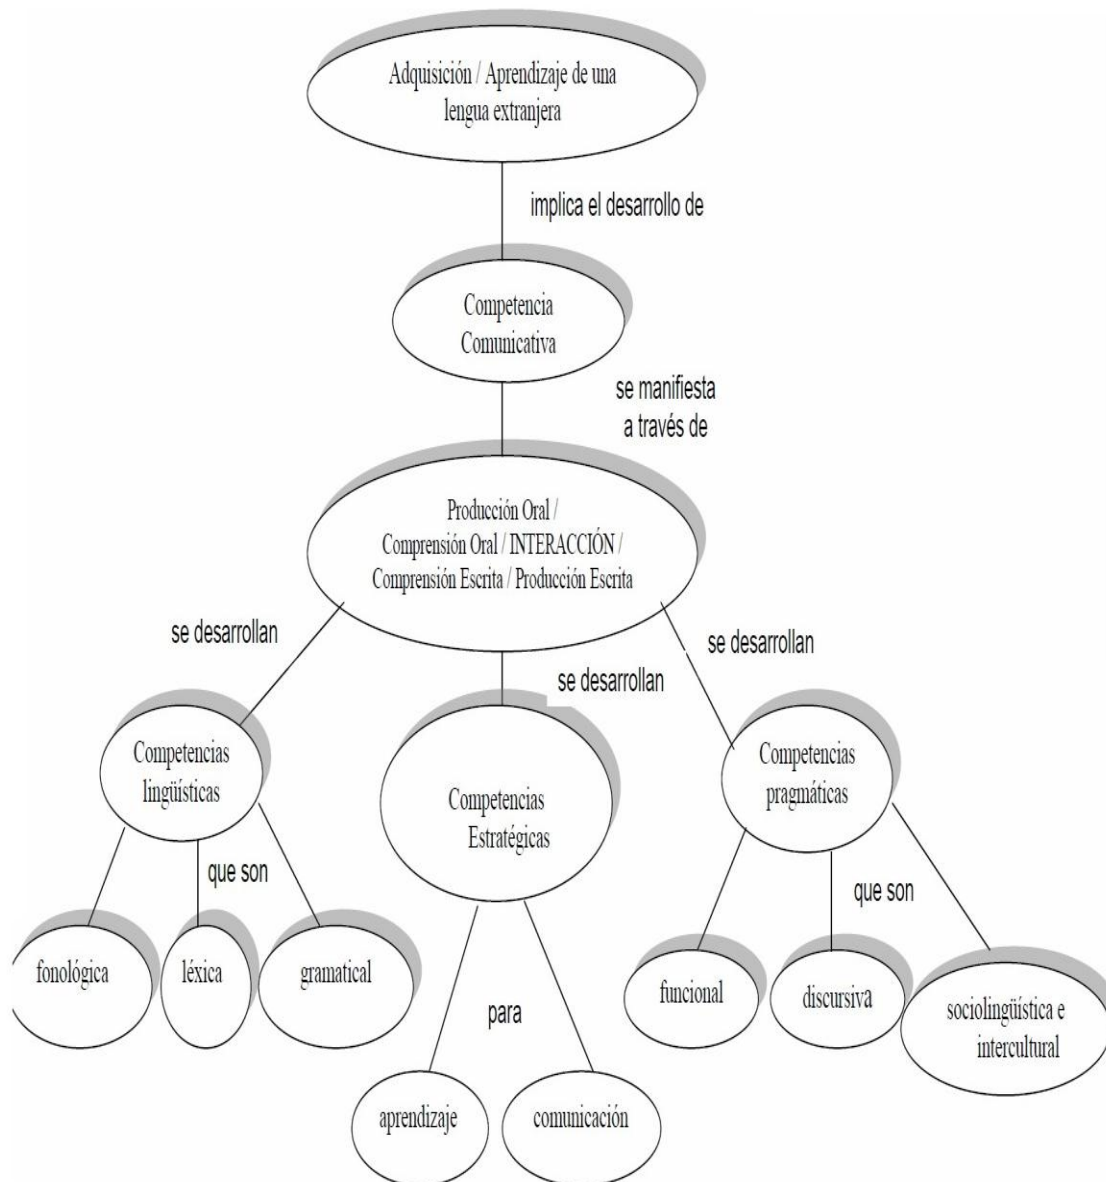 Adquisición / Aprendizaje de una
lengua extranjera
implica el desarrollo de
Competencia
Comunicativa
se manifiesta
a través de
Producción Oral /
Comprensión Oral / INTERACCIÓN /
Comprensión Escrita / Producción Escrita
se desarrollan
se desarrollan
se desarrollan
Competencias
lingüísticas
Competencias
Estratégicas
Competencias
pragmáticas
que son
que son
fonológica
léxica
gramatical
para
funcional
discursiva
sociolingüística e
intercultural
aprendizaje
comunicación